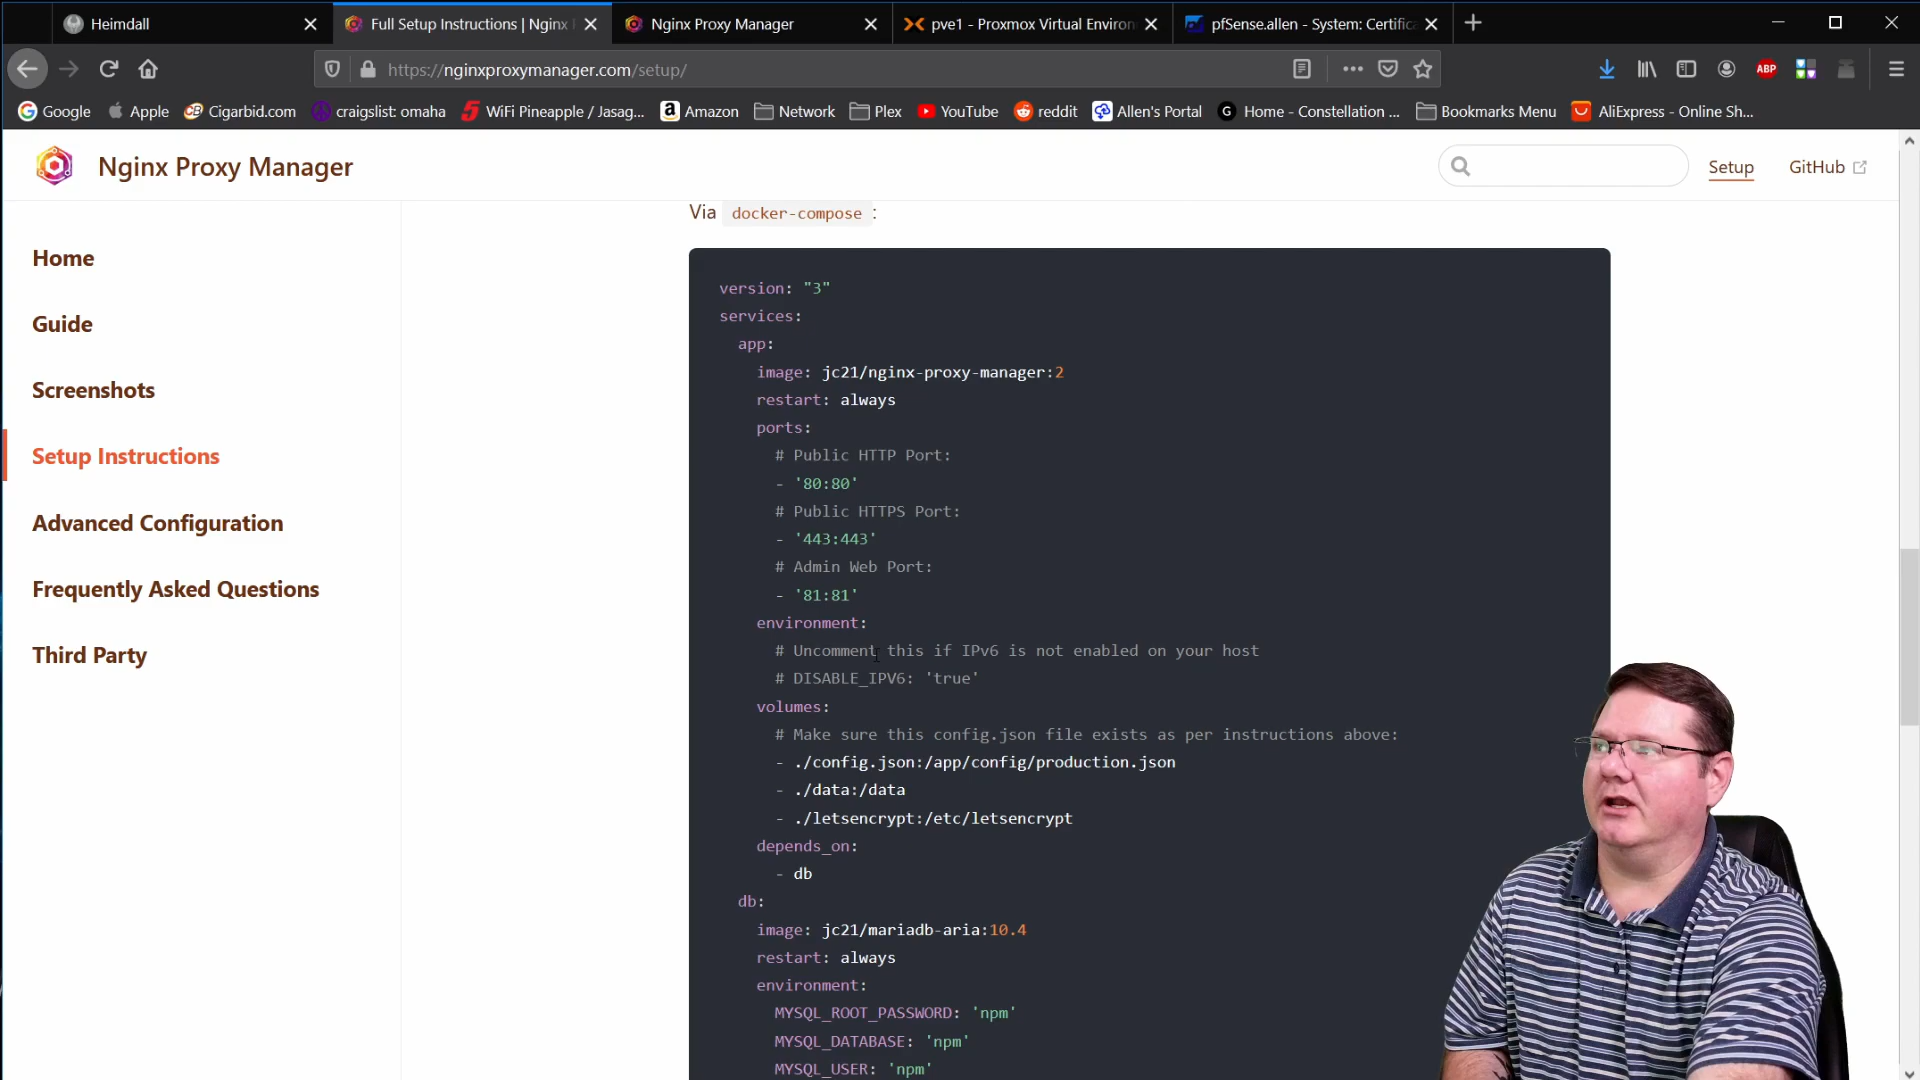 Heimdall
Full Setup Instructions | Nginx
Nginx Proxy Manager
pve1 - Proxmox Virtual Environ
pfSense.allen - System: Certifica
https://nginxproxymanager.com/setup/
ABP
Google
Apple
Cigarbid.com
craigslist: omaha
WiFi Pineapple / Jasag...
Amazon
Network
Plex
YouTube
reddit
Allen's Portal
Home - Constellation ...
Bookmarks Menu
AliExpress - Online Sh...
Nginx Proxy Manager
Setup
GitHub
Home
Guide
Screenshots
Setup Instructions
Advanced Configuration
Frequently Asked Questions
Third Party
Via docker-compose :
version: "3"
services:
app:
image: jc21/nginx-proxy-manager:2
restart: always
ports:
# Public HTTP Port:
- '80:80'
# Public HTTPS Port:
- '443:443'
# Admin Web Port:
- '81:81'
environment:
# Uncomment this if IPv6 is not enabled on your host
# DISABLE_IPV6: 'true'
volumes:
# Make sure this config.json file exists as per instructions above:
- ./config.json:/app/config/production.json
- ./data:/data
- ./letsencrypt:/etc/letsencrypt
depends_on:
- db
db:
image: jc21/mariadb-aria:10.4
restart: always
environment:
MYSQL_ROOT_PASSWORD: 'npm'
MYSQL_DATABASE: 'npm'
MYSQL_USER: 'npm'